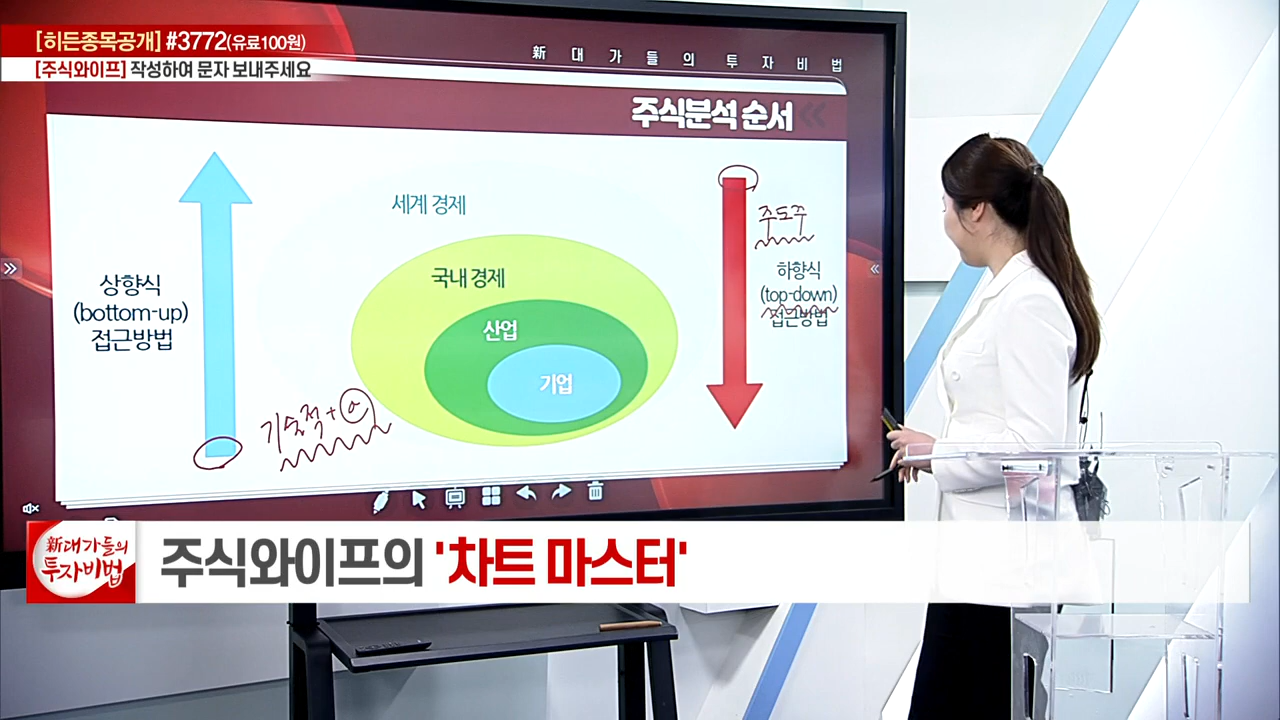 [히든종목공개] #3772(유료100원)
[주식와이프] 작성하여 문자 보내주세요
新 대 가 들 의 투 자 비 법
주식분석 순서
세계 경제
국내 경제
산업
기업
상향식
(bottom-up)
접근방법
기술적+α
주도주
하향식
(top-down)
접근방법
新대가들의
투자비법
주식와이프의 '차트 마스터'